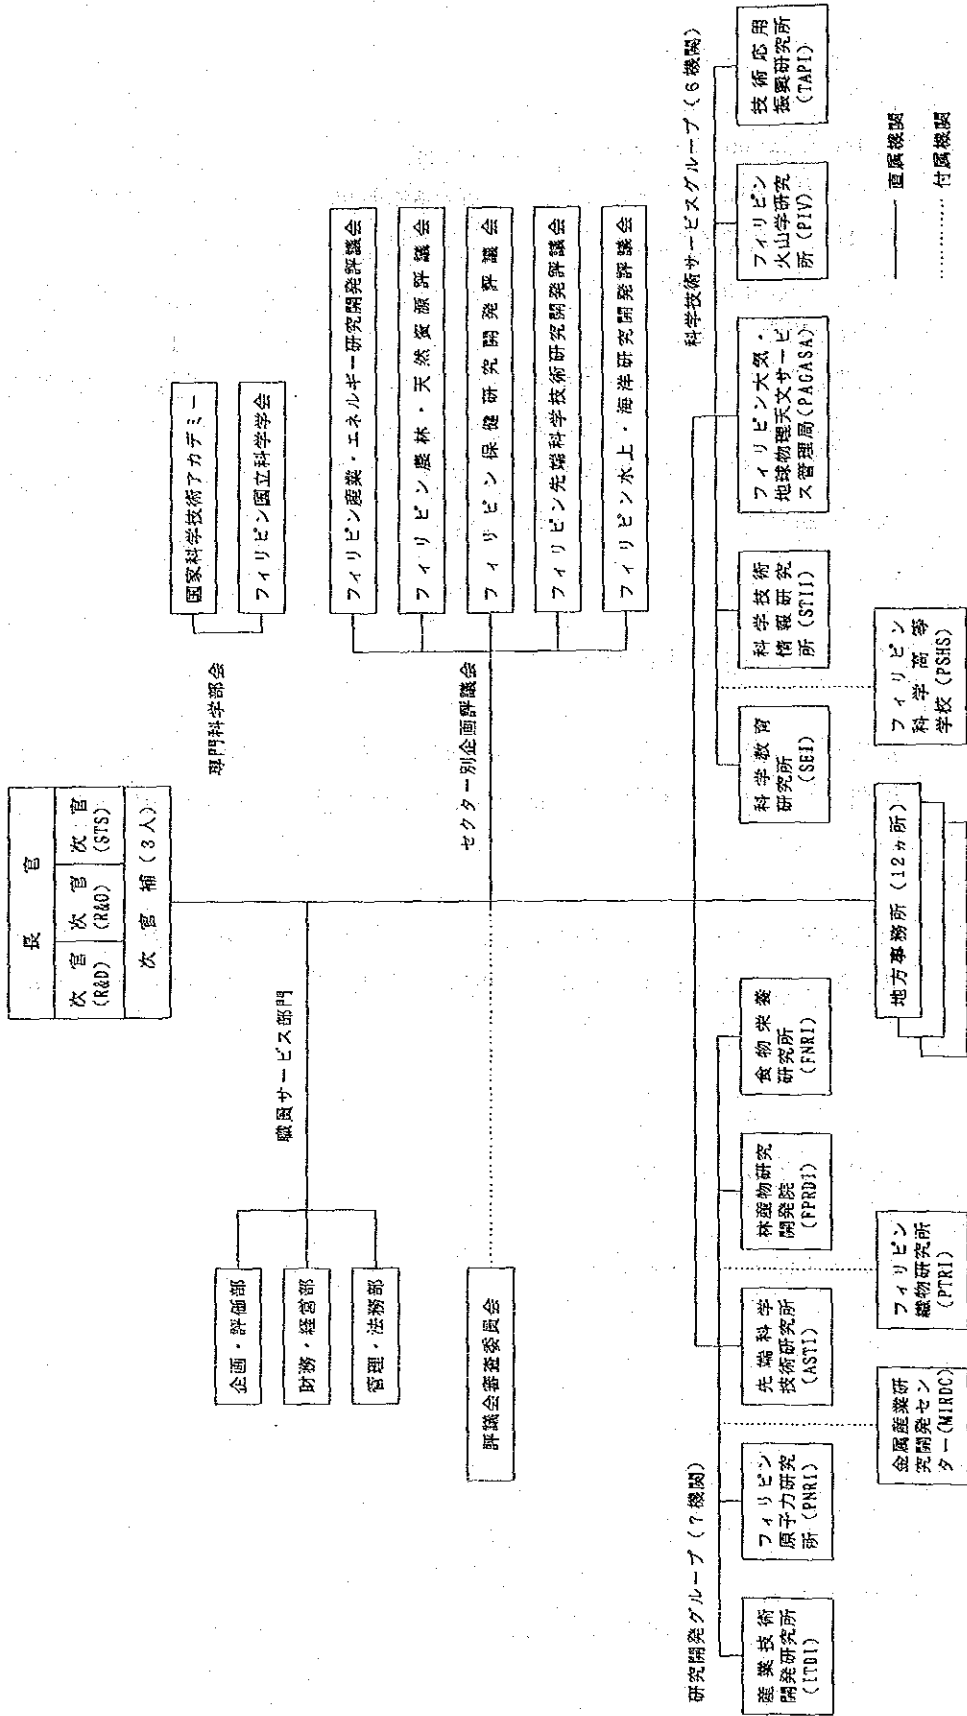 長官
次官 次官 次官
(R&D) (R&O) (STS)
次官補(3人)
専門科学部会
国家科学技術アカデミー
フィリピン国立科学学会
職員サービス部門
企画・評価部
財務・経営部
管理・法務部
セクター別企画評議会
フィリピン産業・エネルギー研究開発評議会
フィリピン農林・天然資源評議会
フィリピン保健研究開発評議会
フィリピン先端科学技術研究開発評議会
フィリピン水上・海洋研究開発評議会
評議会審査委員会
研究開発グループ(7機関)
産業技術
開発研究所
(ITDI)
フィリピン
原子力研究
所(PNRI)
先端科学
技術研究所
(ASTI)
林産物研究
開発院
(FPRDI)
食物栄養
研究所
(FNRI)
金属産業研
究開発セン
ター(MIRDC)
フィリピン
織物研究所
(PTRI)
地方事務所(12ヵ所)
科学技術サービスグループ(6機関)
科学教育
研究所
(SEI)
科学技術
情報研究
所(STII)
フィリピン大気・
地球物理天文サービ
ス管理局(PAGASA)
フィリピン
火山学研究
所(PIV)
技術応用
振興研究所
(TAPI)
フィリピン
科学高等
学校(PSHS)
直属機関
付属機関